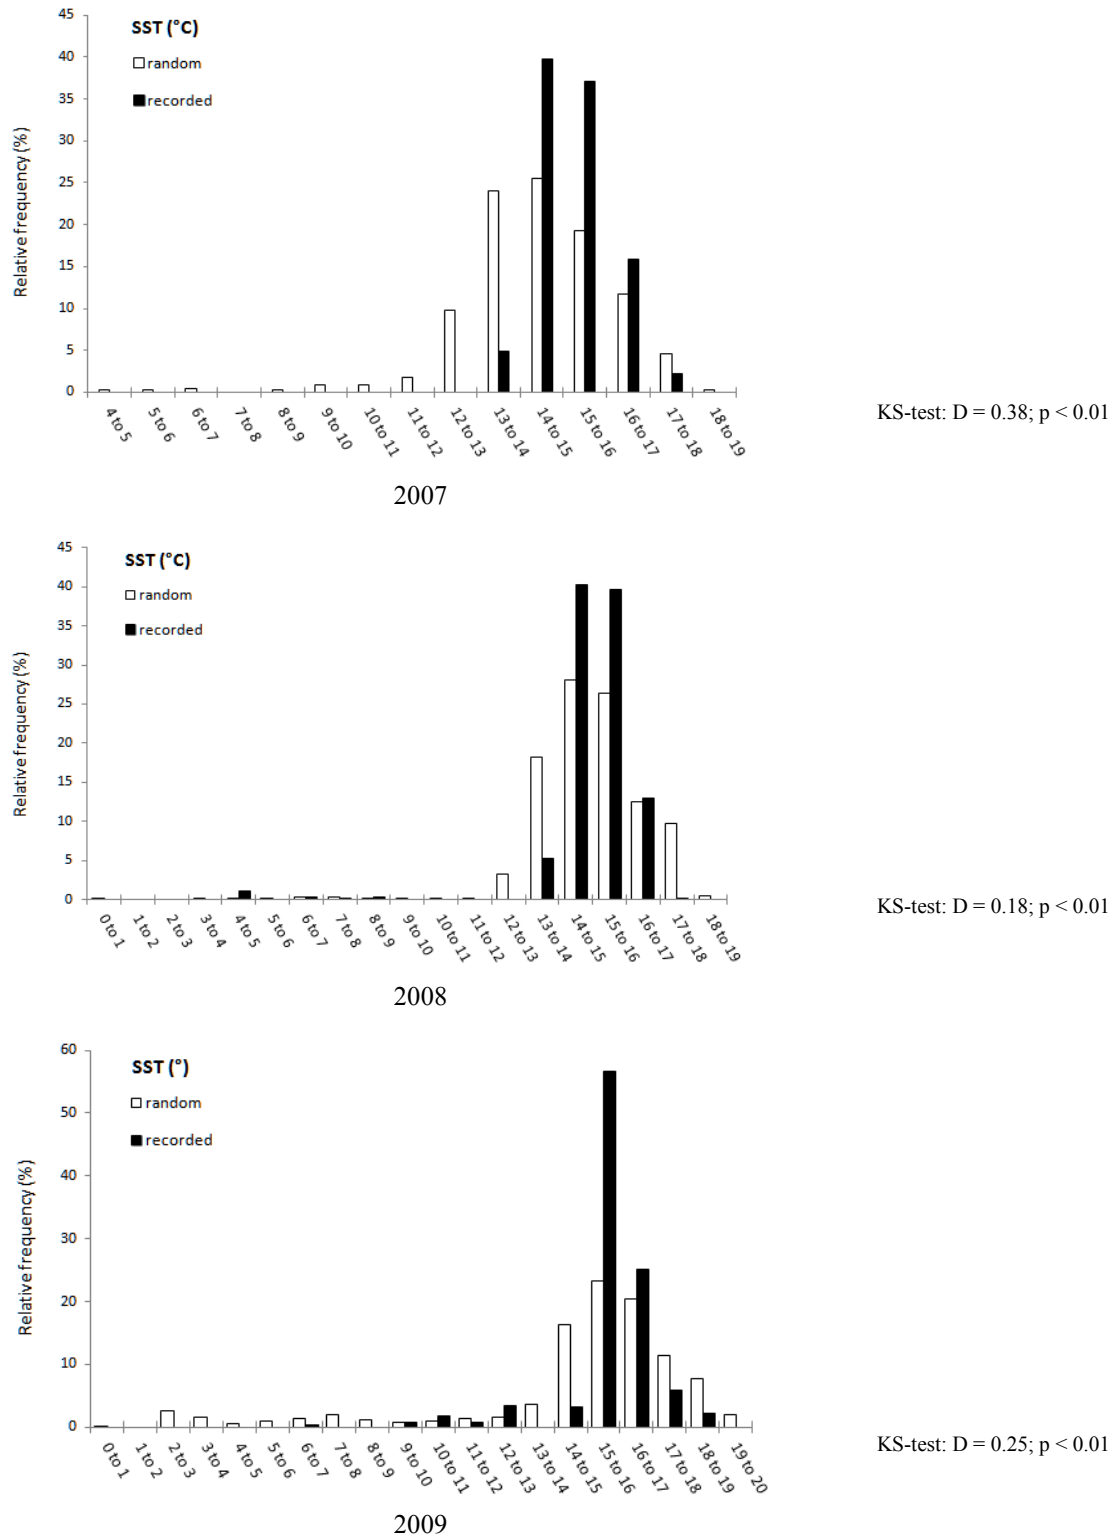 45
40
35
30
25
20
15
10
5
0
Relative frequency (%)
SST (°C)
random
recorded
4 to 5
5 to 6
6 to 7
7 to 8
8 to 9
9 to 10
10 to 11
11 to 12
12 to 13
13 to 14
14 to 15
15 to 16
16 to 17
17 to 18
18 to 19
KS-test: D = 0.38; p < 0.01
2007
45
40
35
30
25
20
15
10
5
0
Relative frequency (%)
SST (°C)
random
recorded
0 to 1
1 to 2
2 to 3
3 to 4
4 to 5
5 to 6
6 to 7
7 to 8
8 to 9
9 to 10
10 to 11
11 to 12
12 to 13
13 to 14
14 to 15
15 to 16
16 to 17
17 to 18
18 to 19
KS-test: D = 0.18; p < 0.01
2008
60
50
40
30
20
10
0
Relative frequency (%)
SST (°)
random
recorded
0 to 1
1 to 2
2 to 3
3 to 4
4 to 5
5 to 6
6 to 7
7 to 8
8 to 9
9 to 10
10 to 11
11 to 12
12 to 13
13 to 14
14 to 15
15 to 16
16 to 17
17 to 18
18 to 19
19 to 20
KS-test: D = 0.25; p < 0.01
2009